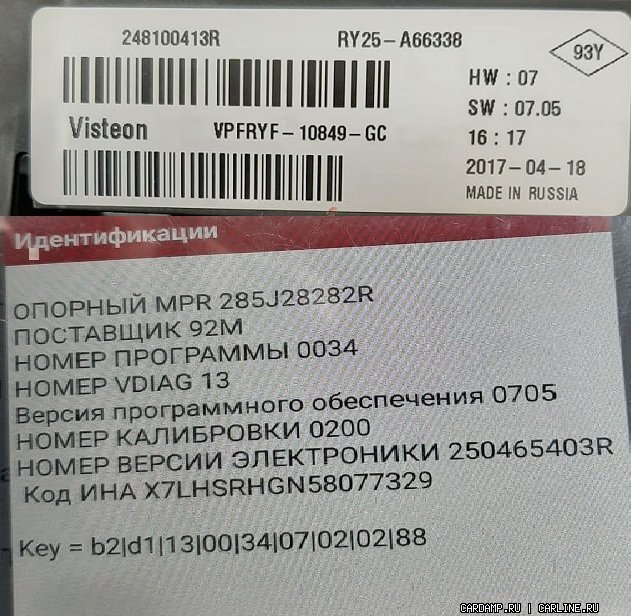 248100413R RY25-A66338
93Y
HW : 07
SW : 07.05
Visteon VPFRYF-10849-GC
16 : 17
2017-04-18
MADE IN RUSSIA
Идентификации
ОПОРНЫЙ MPR 285J28282R
ПОСТАВЩИК 92M
НОМЕР ПРОГРАММЫ 0034
НОМЕР VDIAG 13
Версия программного обеспечения 0705
НОМЕР КАЛИБРОВКИ 0200
НОМЕР ВЕРСИИ ЭЛЕКТРОНИКИ 250465403R
Код ИНА X7LHSRHGN58077329
Key = b2|d1|13|00|34|07|02|02|88
CARDAMP.RU | CARLINE.RU